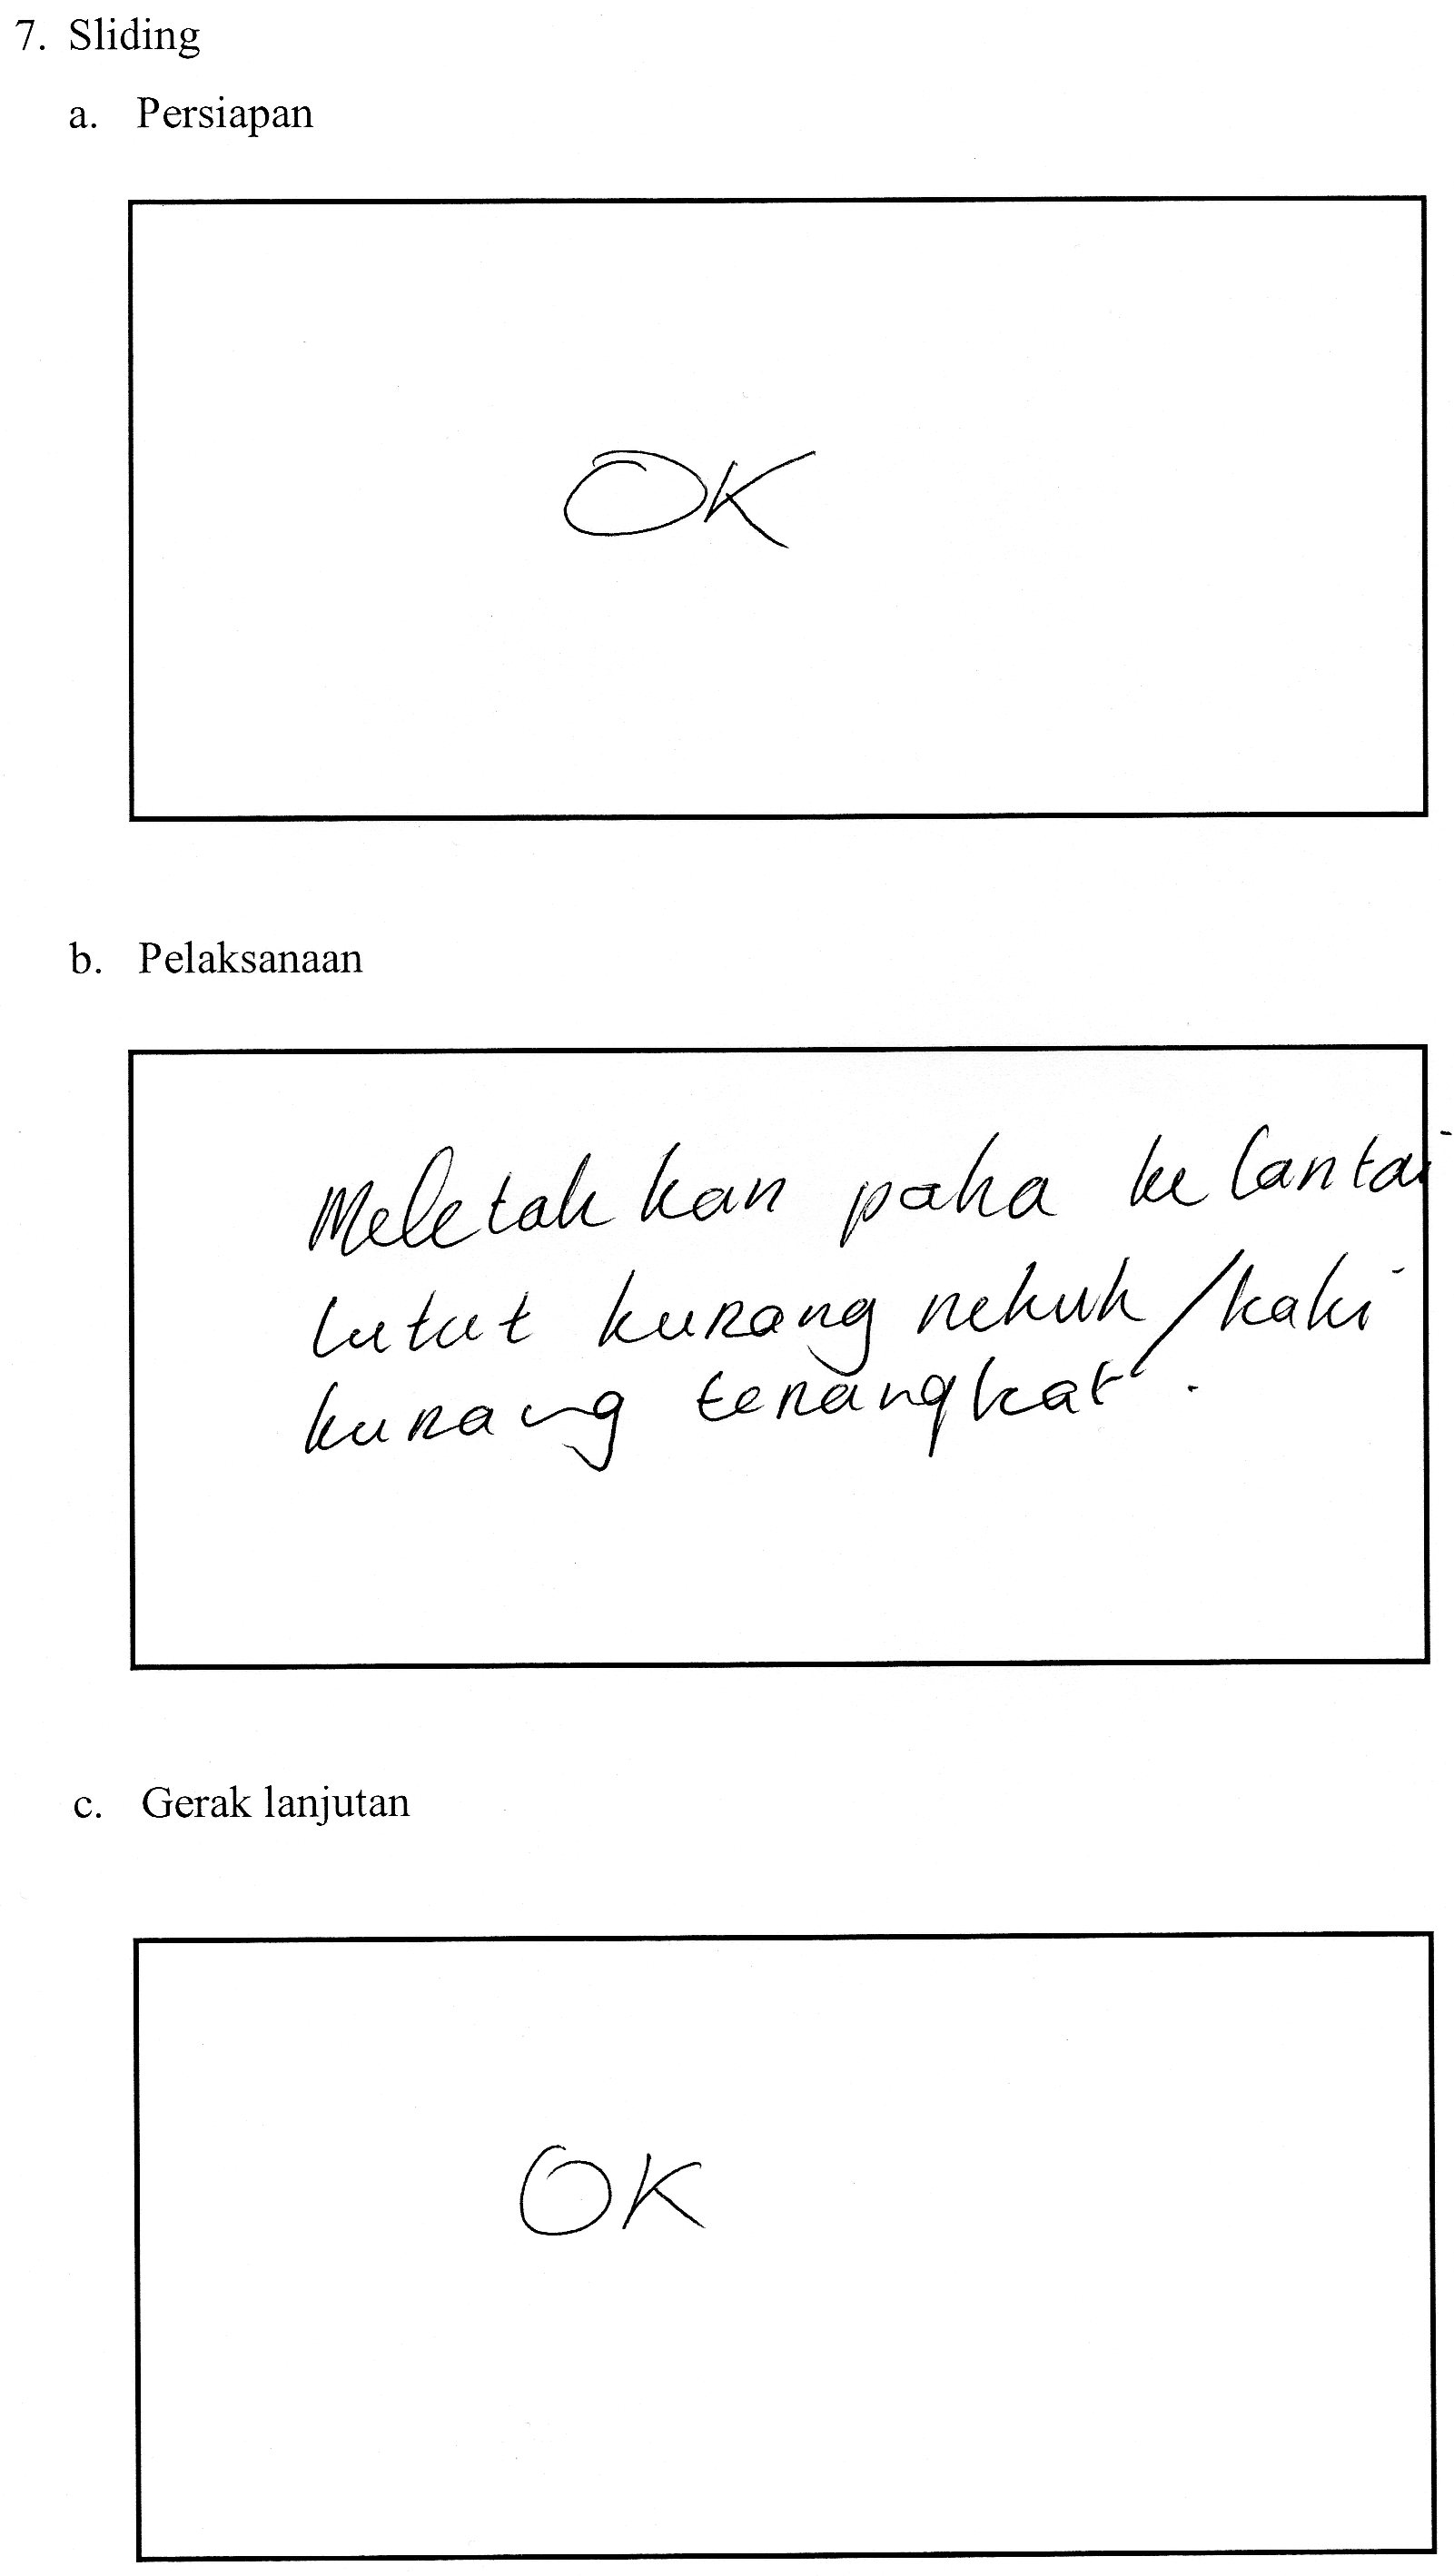 7. Sliding
a. Persiapan
OK
b. Pelaksanaan
Meletakkan paha ke lantai
lutut kurang nekuk/kaki
kurang terangkat.
c. Gerak lanjutan
OK